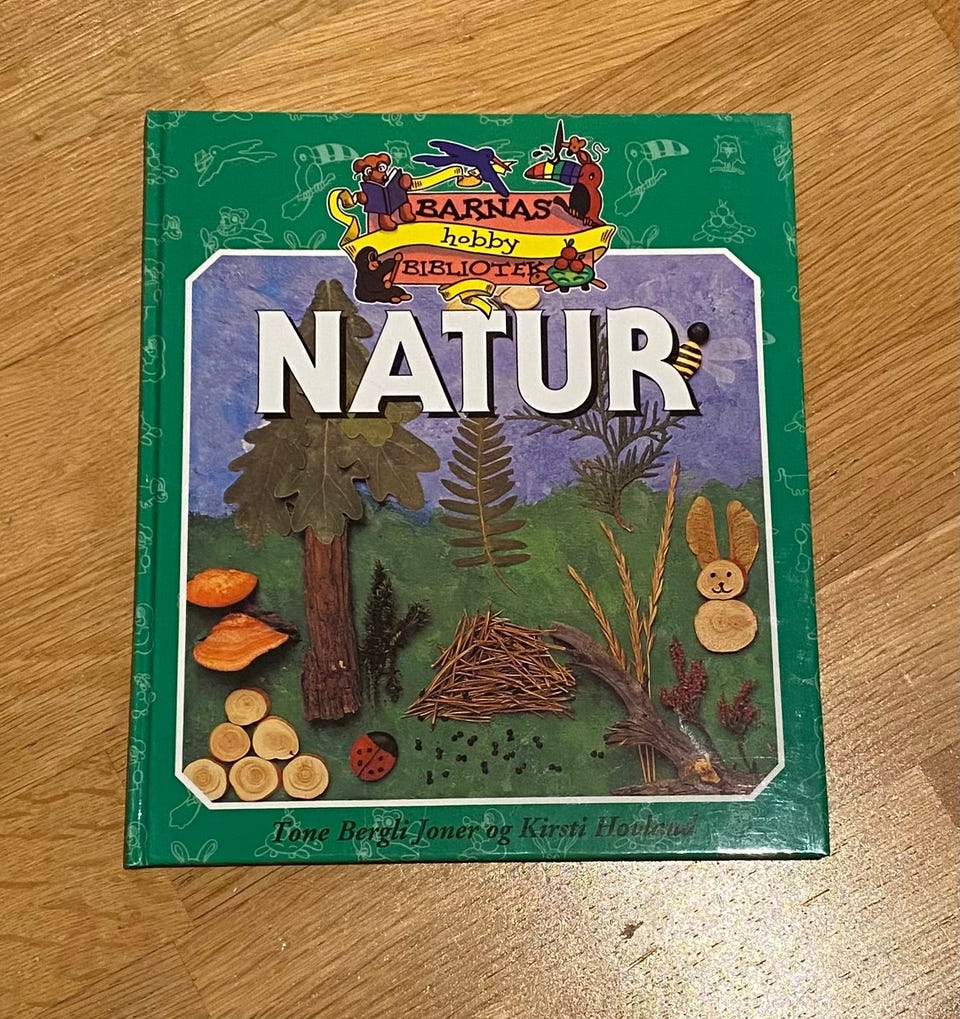 BARNAS
hobby
BIBLIOTEK
NATUR
Tone Bergli Joner og Kirsti Hovland